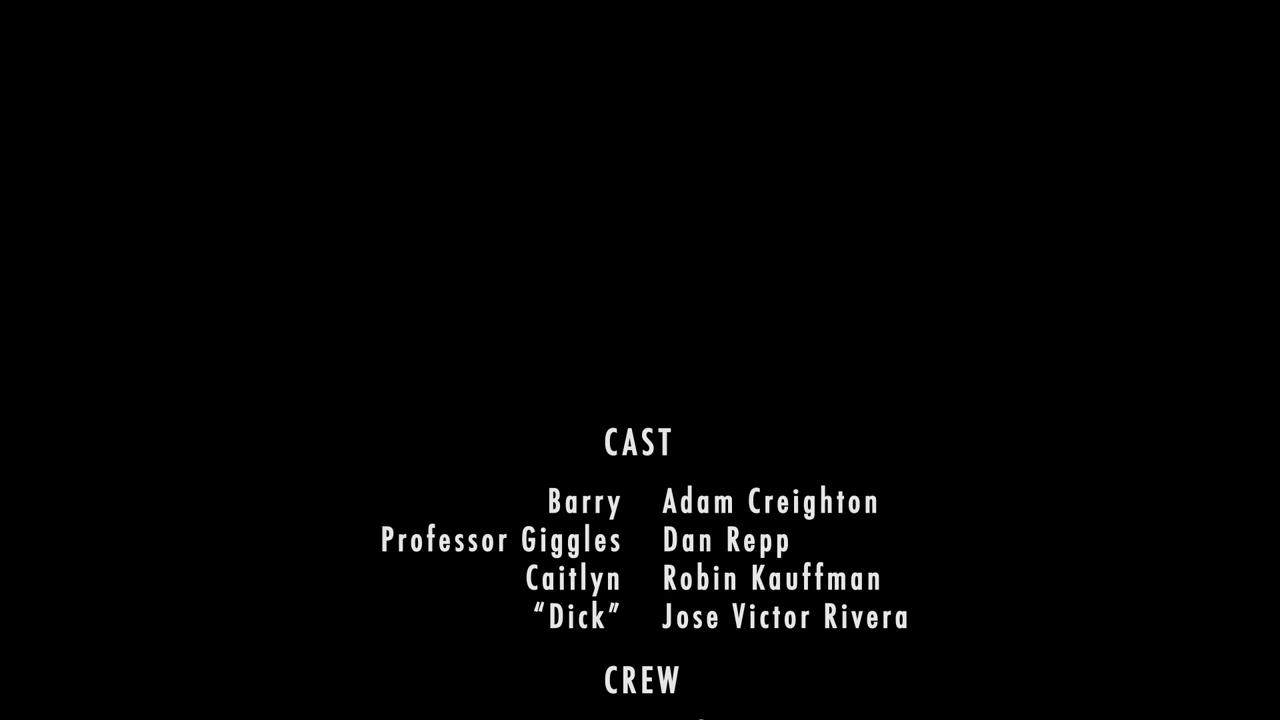 CAST
Barry Adam Creighton
Professor Giggles Dan Repp
Caitlyn Robin Kauffman
“Dick” Jose Victor Rivera
CREW